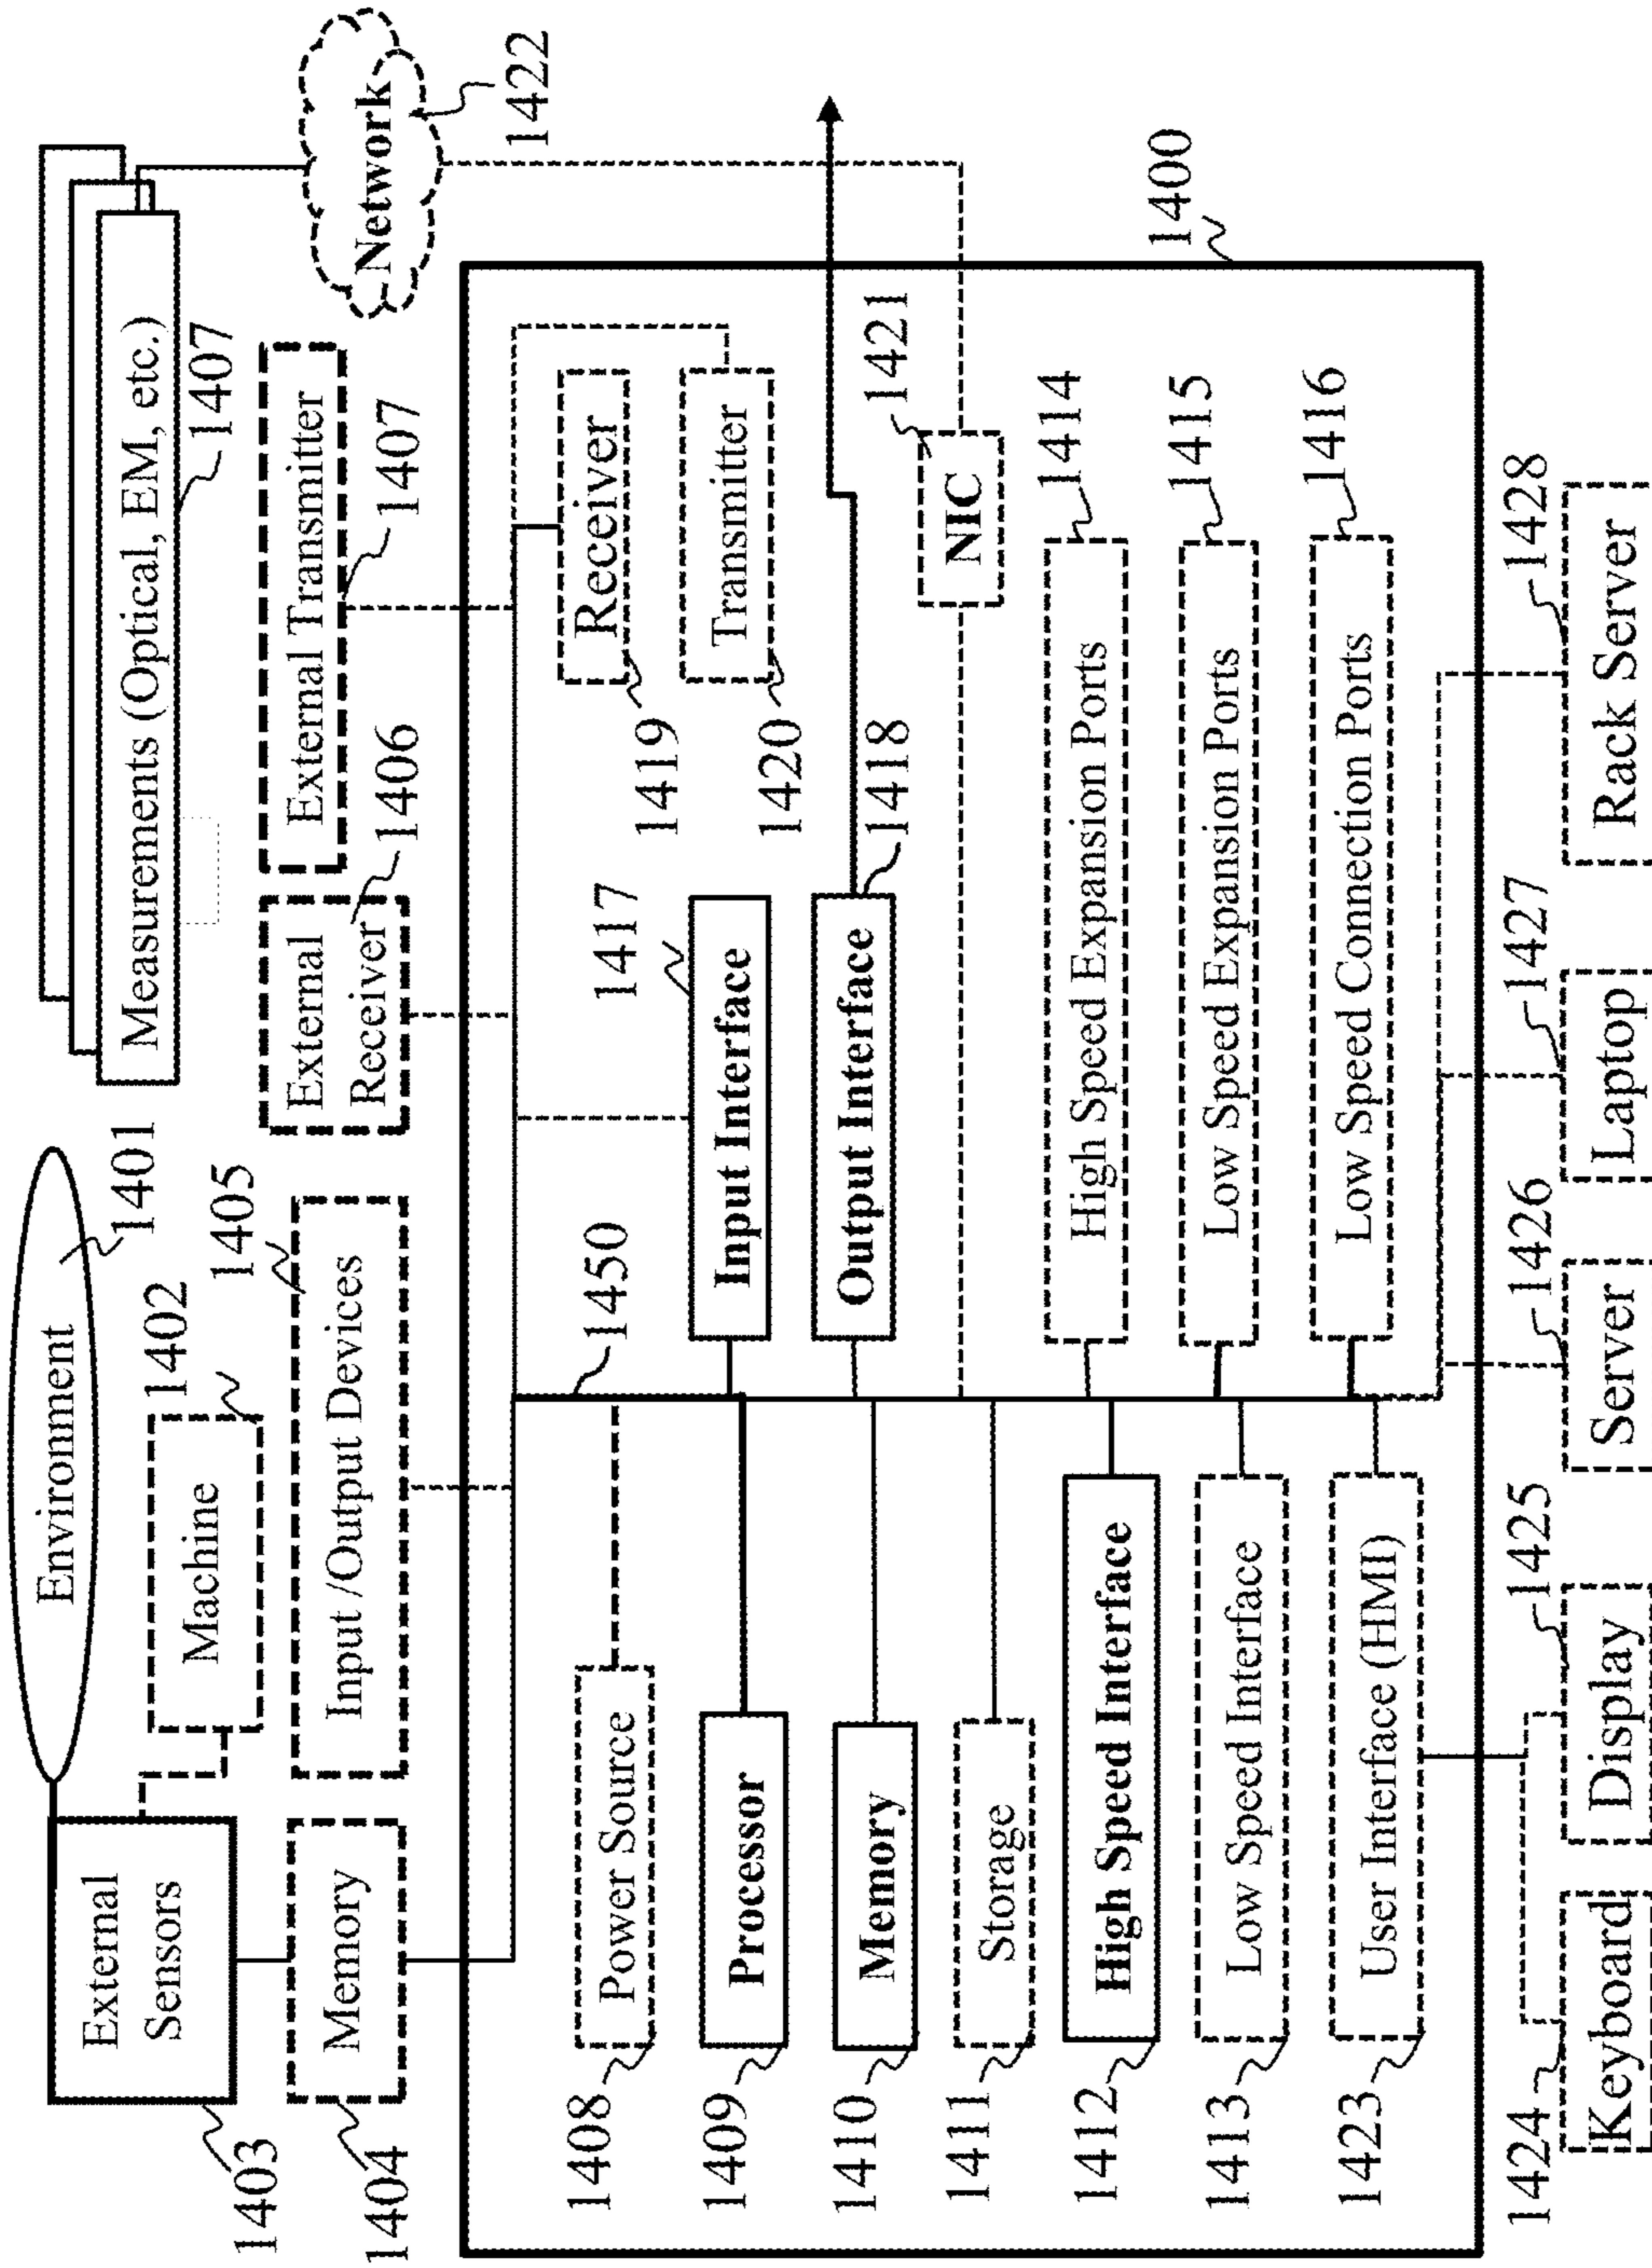 Environment
1401
Measurements (Optical, EM, etc.)
1407
External
Sensors
1403
Machine
1402
1405
Input /Output Devices
External
Receiver
1406
External Transmitter
1407
Network
1422
Memory
1404
1450
1400
Power Source
1408
Processor
1409
Memory
1410
Storage
1411
High Speed Interface
1412
Low Speed Interface
1413
User Interface (HMI)
1423
Input Interface
1417
Output Interface
1418
Receiver
1419
Transmitter
1420
NIC
1421
High Speed Expansion Ports
1414
Low Speed Expansion Ports
1415
Low Speed Connection Ports
1416
1424
Keyboard
1425
Display
1426
Server
1427
Laptop
1428
Rack Server